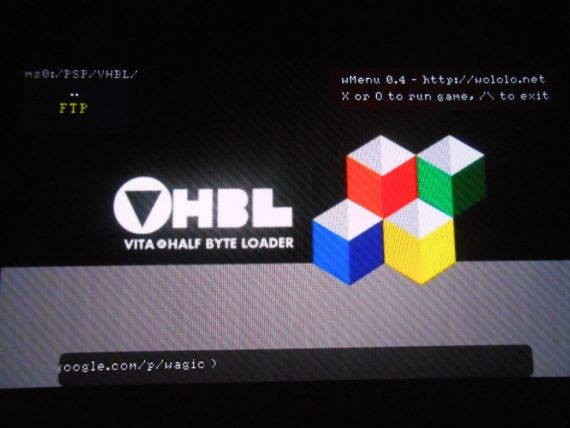 ms0:/PSP/VHBL/
..
FTP
wMenu 0.4 - http://wololo.net
X or O to run game, /\ to exit
VHBL
VITA HALF BYTE LOADER
google.com/p/wagic )